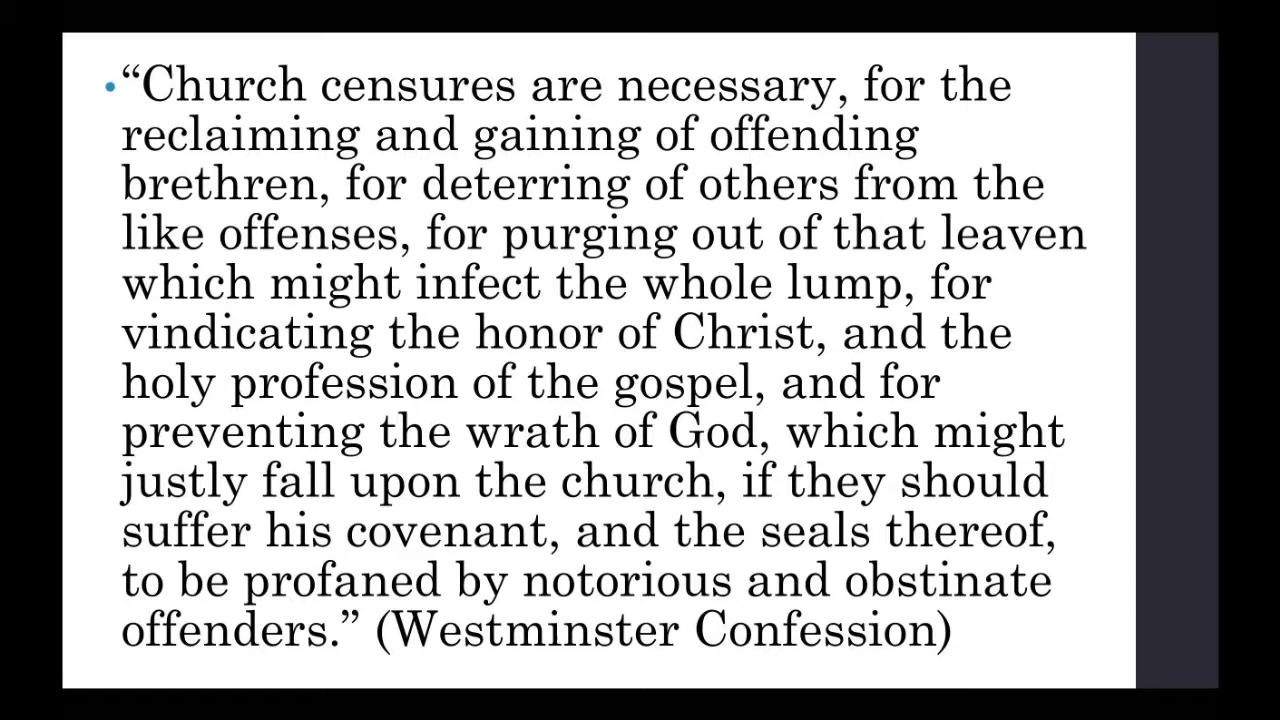 •“Church censures are necessary, for the
reclaiming and gaining of offending
brethren, for deterring of others from the
like offenses, for purging out of that leaven
which might infect the whole lump, for
vindicating the honor of Christ, and the
holy profession of the gospel, and for
preventing the wrath of God, which might
justly fall upon the church, if they should
suffer his covenant, and the seals thereof,
to be profaned by notorious and obstinate
offenders.” (Westminster Confession)